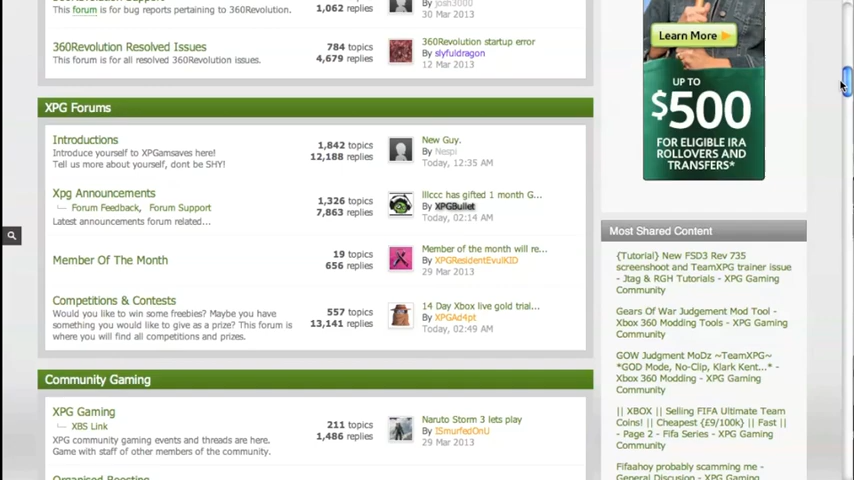 This forum is for bug reports pertaining to 360Revolution.
1,062 replies
By josh3000
30 Mar 2013
360Revolution Resolved Issues
This forum is for all resolved 360Revolution issues.
784 topics
4,679 replies
360Revolution startup error
By slyfuldragon
12 Mar 2013
XPG Forums
Introductions
Introduce yourself to XPGamsaves here!
Tell us more about yourself, dont be SHY!
1,842 topics
12,188 replies
New Guy.
By Nespi
Today, 12:35 AM
Xpg Announcements
Forum Feedback, Forum Support
Latest announcements forum related...
1,326 topics
7,863 replies
lllccc has gifted 1 month G...
By XPGBullet
Today, 02:14 AM
Member Of The Month
19 topics
656 replies
Member of the month will re...
By XPGResidentEvulKID
29 Mar 2013
Competitions & Contests
Would you like to win some freebies? Maybe you have
something you would like to give as a prize? This forum is
where you will find all competitions and prizes.
557 topics
13,141 replies
14 Day Xbox live gold trial...
By XPGAd4pt
Today, 02:49 AM
Community Gaming
XPG Gaming
XBS Link
XPG community gaming events and threads are here.
Game with staff of other members of the community.
211 topics
1,486 replies
Naruto Storm 3 lets play
By ISmurfedOnU
29 Mar 2013
Learn More
UP TO
$500
FOR ELIGIBLE IRA
ROLLOVERS AND
TRANSFERS*
Most Shared Content
{Tutorial} New FSD3 Rev 735
screenshoot and TeamXPG trainer issue
- Jtag & RGH Tutorials - XPG Gaming
Community
Gears Of War Judgement Mod Tool -
Xbox 360 Modding Tools - XPG Gaming
Community
GOW Judgment MoDz ~TeamXPG~
*GOD Mode, No-Clip, Klark Kent...* -
Xbox 360 Modding - XPG Gaming
Community
|| XBOX || Selling FIFA Ultimate Team
Coins! || Cheapest {£9/100k} || Fast ||
- Page 2 - Fifa Series - XPG Gaming
Community
Fifaahoy probably scamming me -